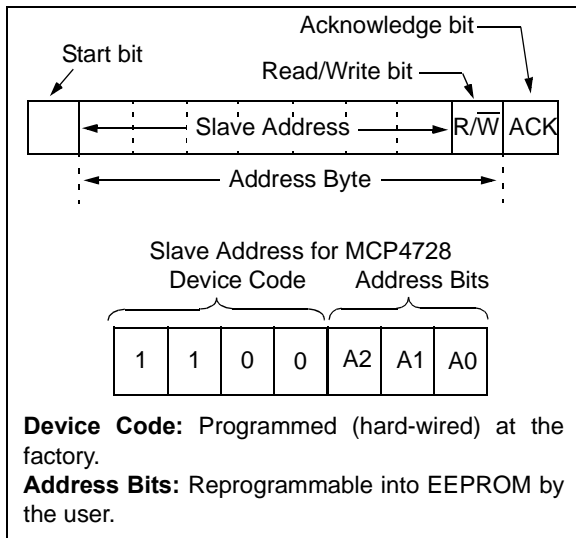 Acknowledge bit
Start bit
Read/Write bit
Slave Address R/W ACK
Address Byte
Slave Address for MCP4728
Device Code Address Bits
1 1 0 0 A2 A1 A0
Device Code: Programmed (hard-wired) at the
factory.
Address Bits: Reprogrammable into EEPROM by
the user.